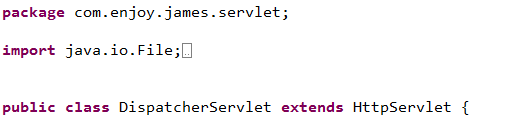 package com.enjoy.james.servlet;
import java.io.File;
public class DispatcherServlet extends HttpServlet {